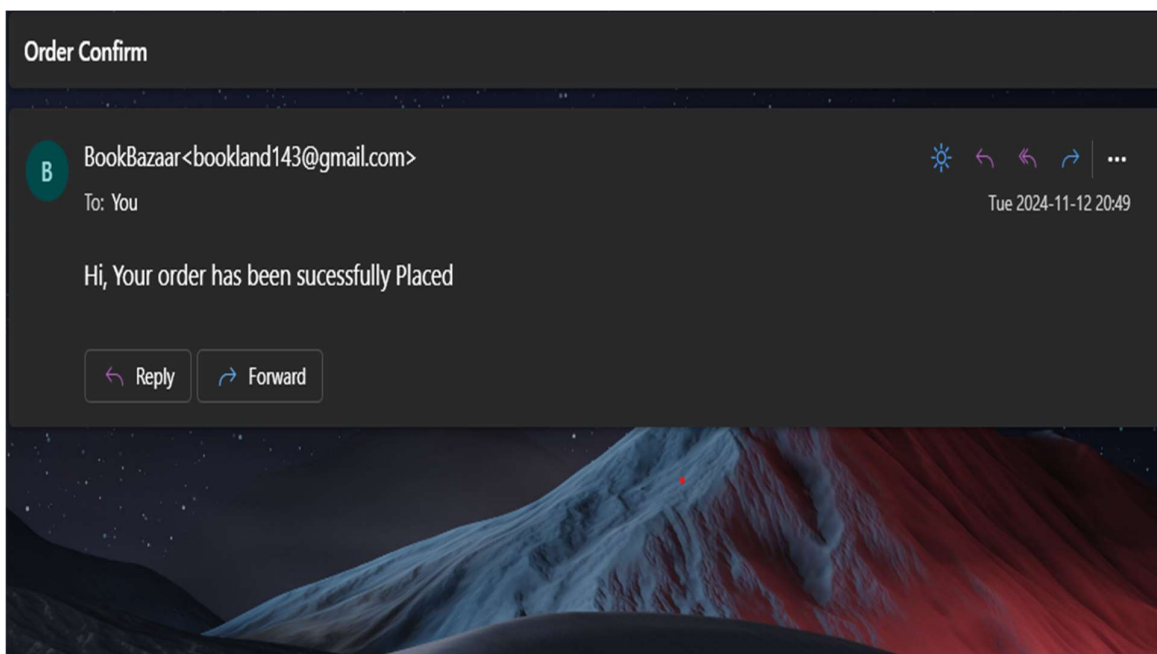 Order Confirm
B
BookBazaar<bookland143@gmail.com>
To: You
Tue 2024-11-12 20:49
Hi, Your order has been sucessfully Placed
Reply
Forward